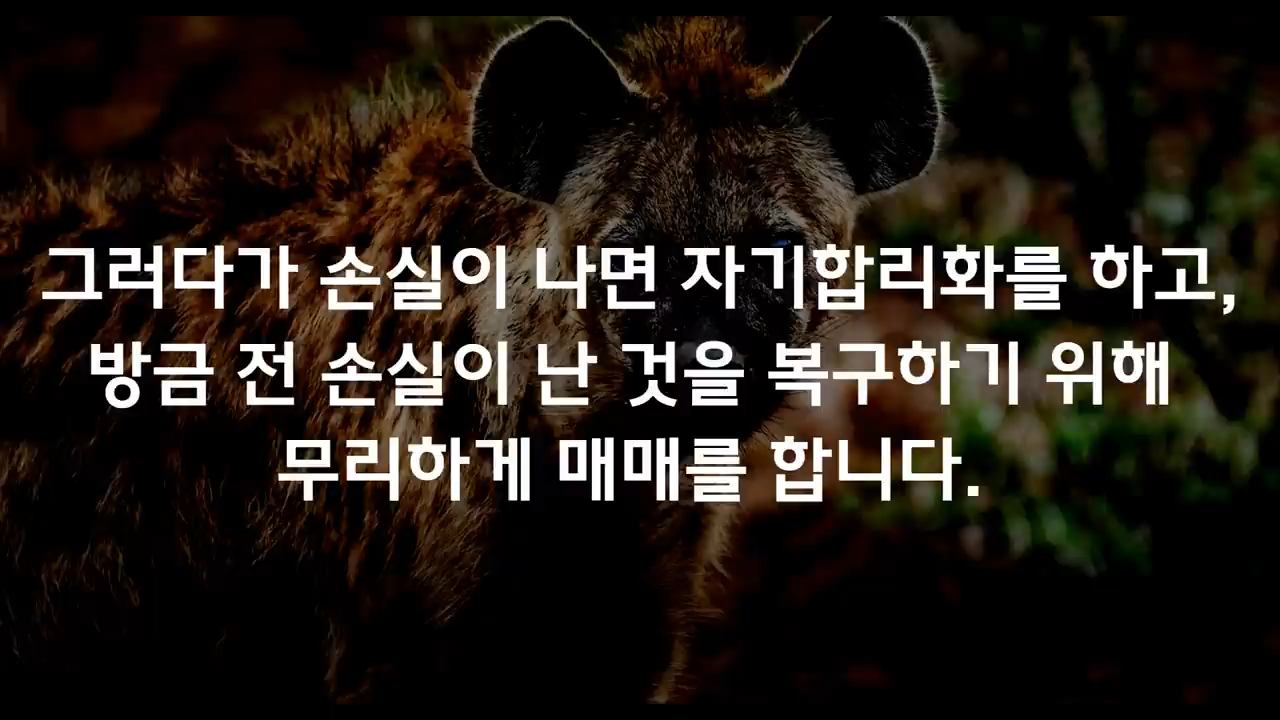 그러다가 손실이 나면 자기합리화를 하고,
방금 전 손실이 난 것을 복구하기 위해
무리하게 매매를 합니다.